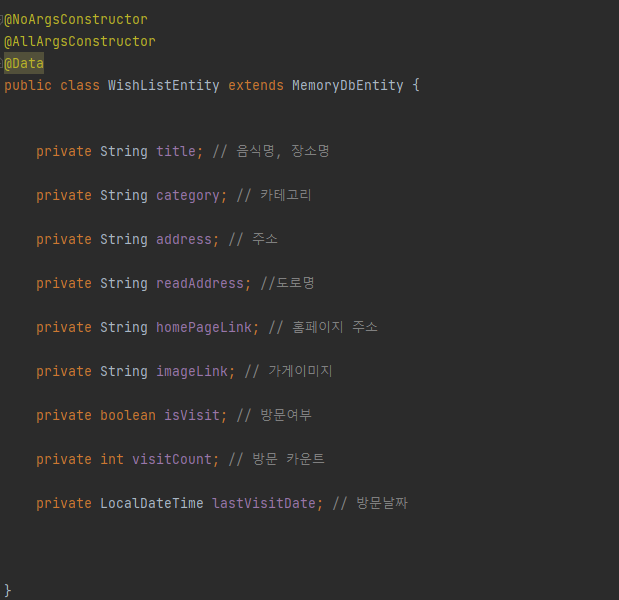 @NoArgsConstructor
@AllArgsConstructor
@Data
public class WishListEntity extends MemoryDbEntity {
private String title; // 음식명, 장소명
private String category; // 카테고리
private String address; // 주소
private String readAddress; //도로명
private String homePageLink; // 홈페이지 주소
private String imageLink; // 가게이미지
private boolean isVisit; // 방문여부
private int visitCount; // 방문 카운트
private LocalDateTime lastVisitDate; // 방문날짜
}